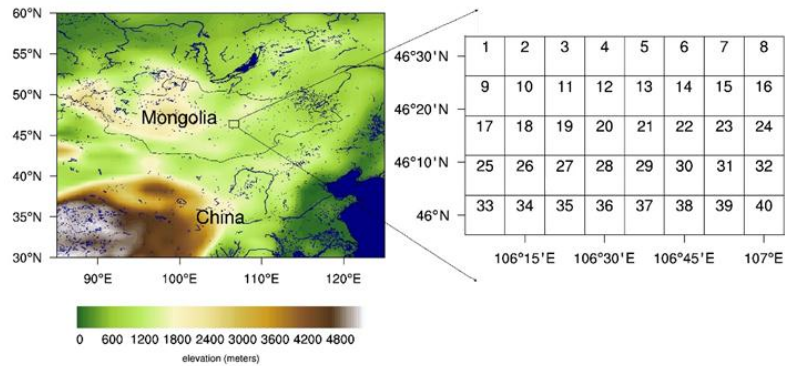 60°N
55°N
50°N
45°N
40°N
35°N
30°N
Mongolia
China
90°E 100°E 110°E 120°E
0 600 1200 1800 2400 3000 3600 4200 4800
elevation (meters)
46°30'N
46°20'N
46°10'N
46°N
1 2 3 4 5 6 7 8
9 10 11 12 13 14 15 16
17 18 19 20 21 22 23 24
25 26 27 28 29 30 31 32
33 34 35 36 37 38 39 40
106°15'E 106°30'E 106°45'E 107°E